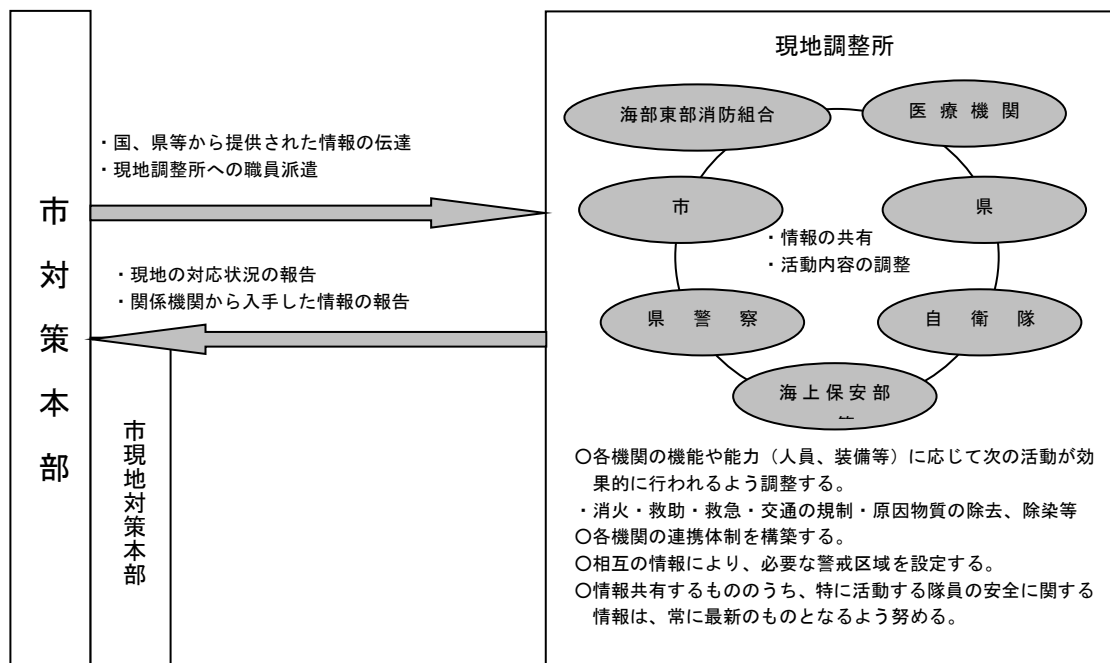 市対策本部
市現地対策本部
・国、県等から提供された情報の伝達
・現地調整所への職員派遣
・現地の対応状況の報告
・関係機関から入手した情報の報告
現地調整所
海部東部消防組合
医療機関
市
県
・情報の共有
・活動内容の調整
県警察
自衛隊
海上保安部
〇各機関の機能や能力（人員、装備等）に応じて次の活動が効
果的に行われるよう調整する。
・消火・救助・救急・交通の規制・原因物質の除去、除染等
〇各機関の連携体制を構築する。
〇相互の情報により、必要な警戒区域を設定する。
〇情報共有するもののうち、特に活動する隊員の安全に関する
情報は、常に最新のものとなるよう努める。